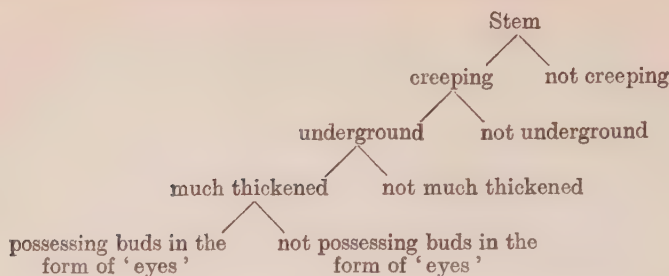 Stem
creeping not creeping
underground not underground
much thickened not much thickened
possessing buds in the not possessing buds in the
form of ‘eyes’ form of ‘eyes’